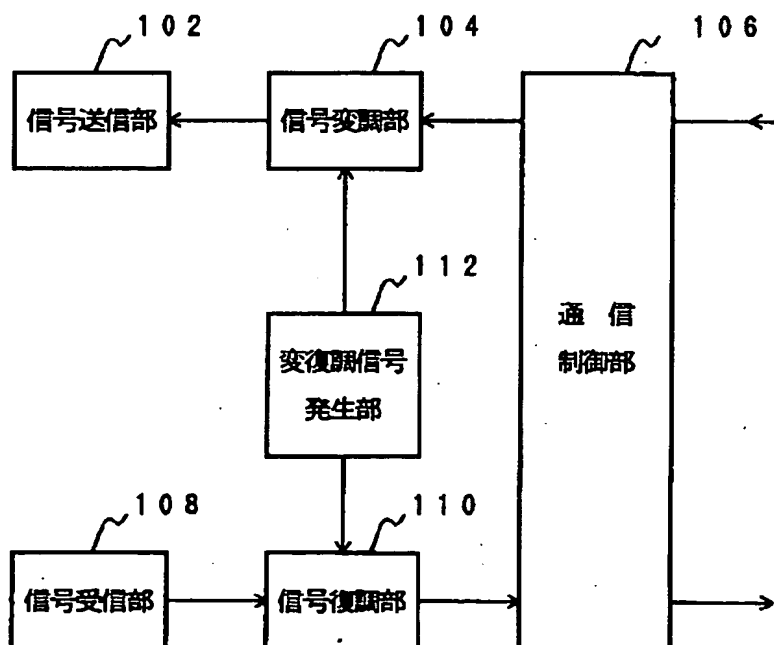 102
104
106
信号送信部
信号変調部
112
変復調信号
発生部
通信
制御部
108
110
信号受信部
信号復調部